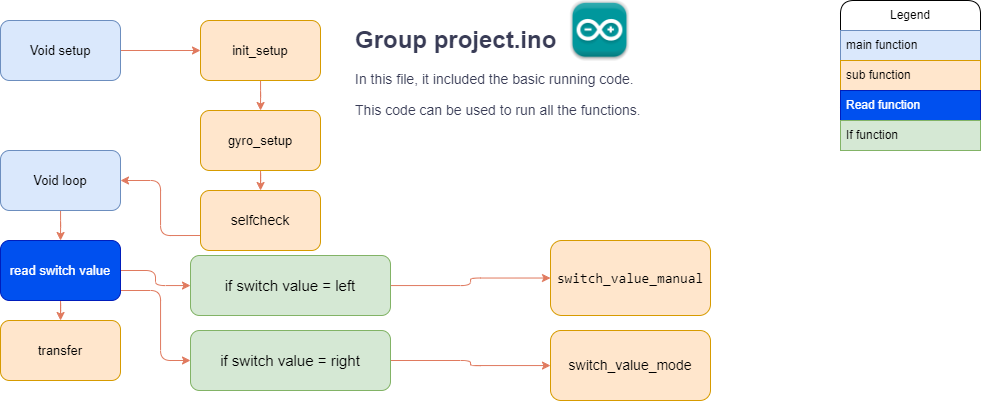 Void setup
init_setup
Group project.ino
In this file, it included the basic running code.
This code can be used to run all the functions.
Legend
main function
sub function
Read function
If function
gyro_setup
Void loop
selfcheck
read switch value
if switch value = left
switch_value_manual
transfer
if switch value = right
switch_value_mode